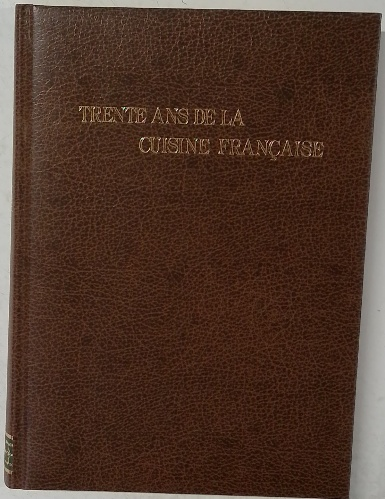 TRENTE ANS DE LA
CUISINE FRANÇAISE